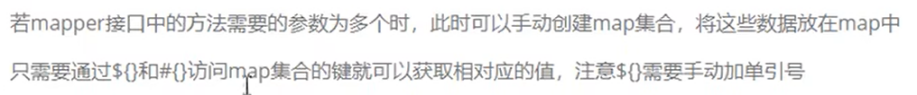 若mapper接口中的方法需要的参数为多个时，此时可以手动创建map集合，将这些数据放在map中
只需要通过${}和#{}访问map集合的键就可以获取相对应的值，注意${}需要手动加单引号